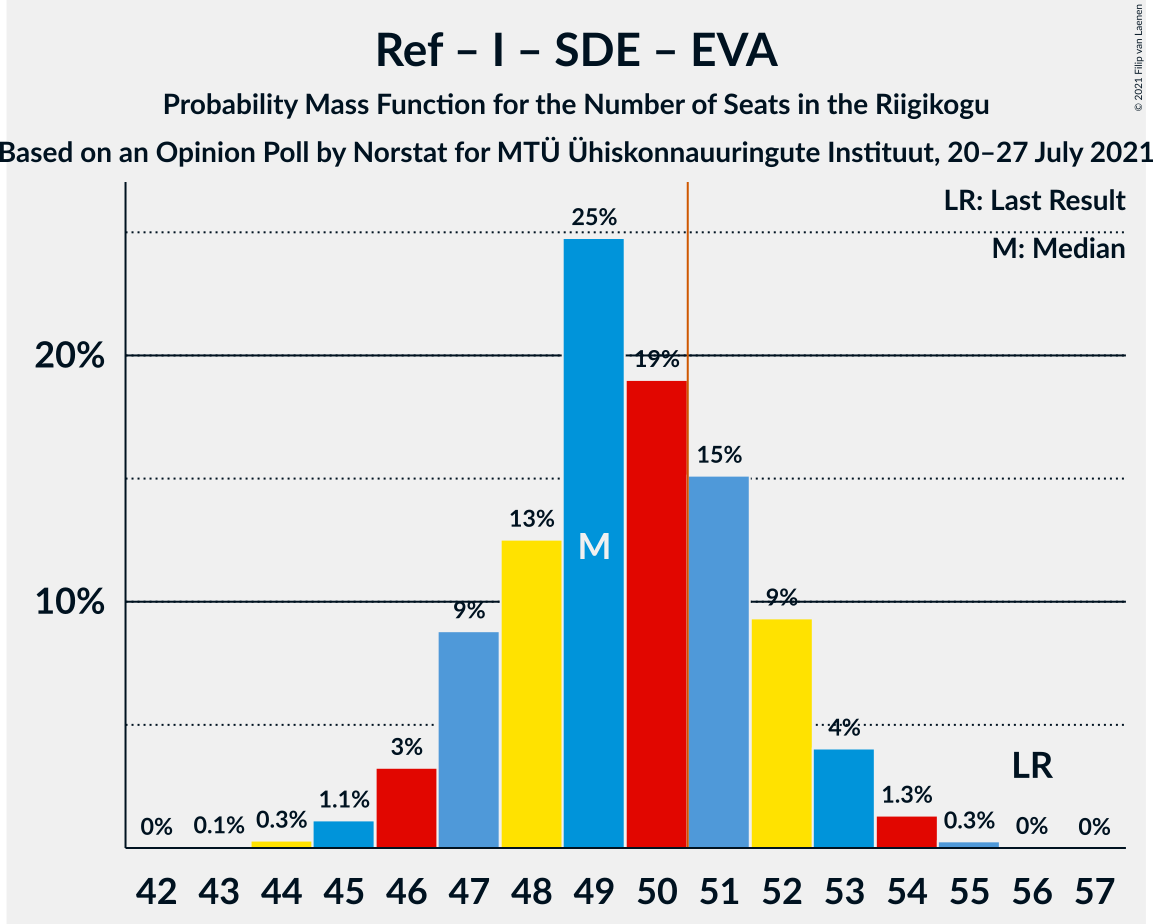 Ref – I – SDE – EVA
Probability Mass Function for the Number of Seats in the Riigikogu
Based on an Opinion Poll by Norstat for MTÜ Ühiskonnauuringute Instituut, 20–27 July 2021
© 2021 Filip van Laenen
LR: Last Result
M: Median
20%
10%
0%
0.1%
0.3%
1.1%
3%
9%
13%
25%
19%
15%
9%
4%
1.3%
0.3%
0%
0%
M
LR
42 43 44 45 46 47 48 49 50 51 52 53 54 55 56 57